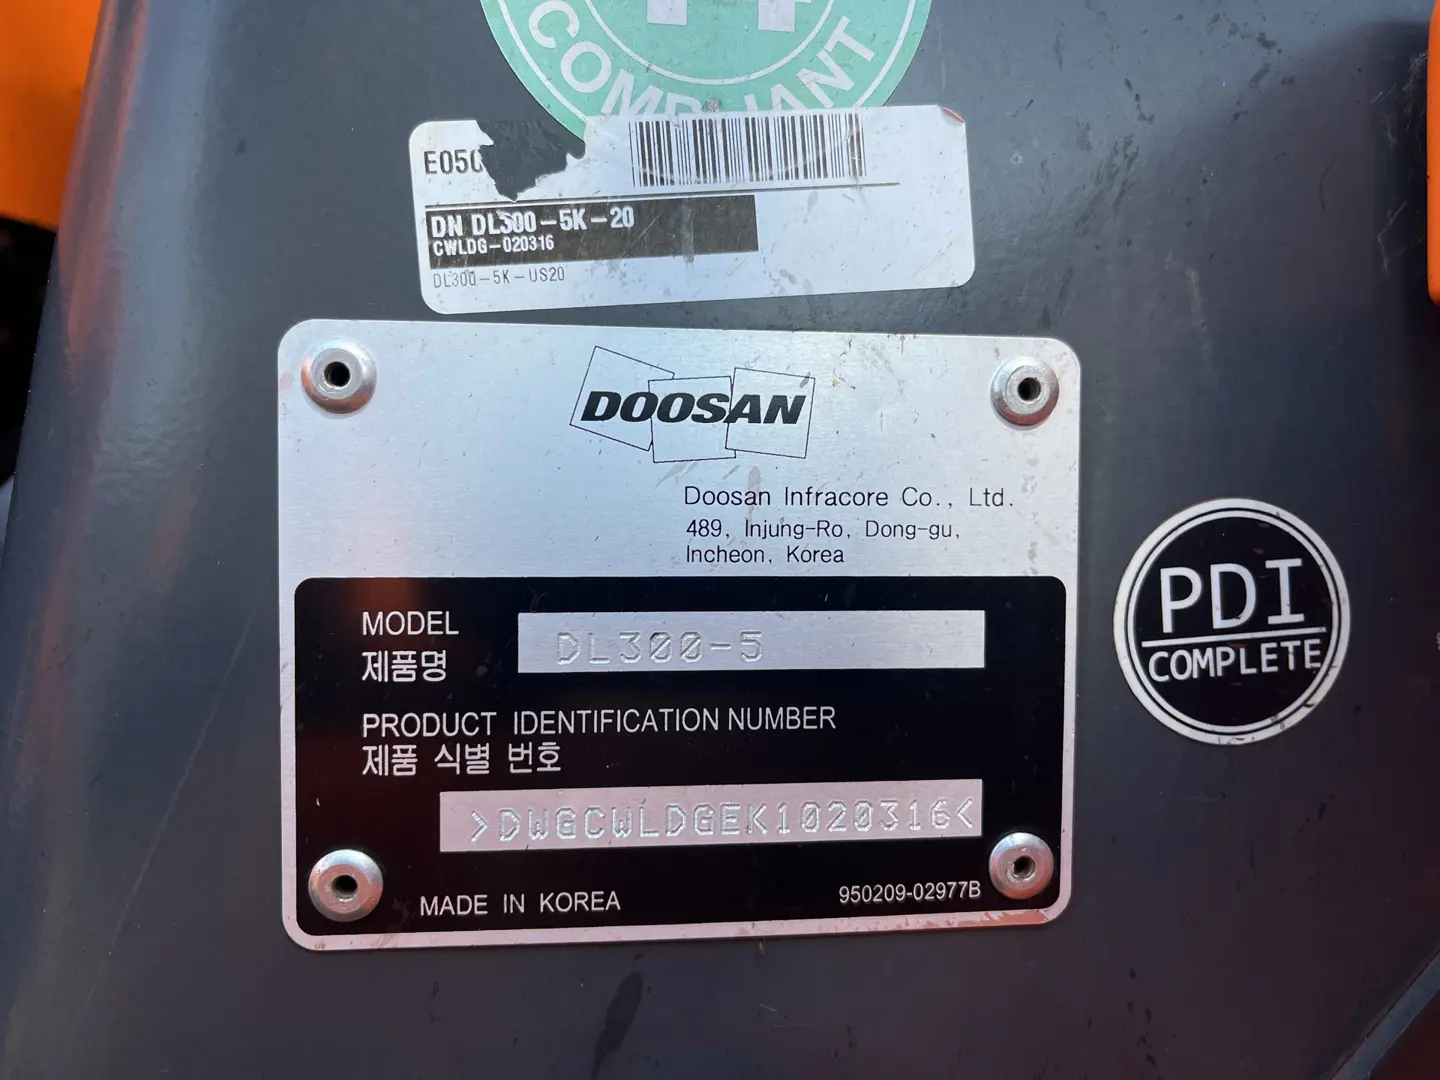 COMPLIANT
E050
DN DL300-5K-20
CWLDG-020316
DL300-5K-US20
DOOSAN
Doosan Infracore Co., Ltd.
489, Injung-Ro, Dong-gu,
Incheon, Korea
MODEL
제품명
DL300-5
PRODUCT IDENTIFICATION NUMBER
제품 식별 번호
>DWGCWLDGEK1020316<
MADE IN KOREA
950209-02977B
PDI
COMPLETE